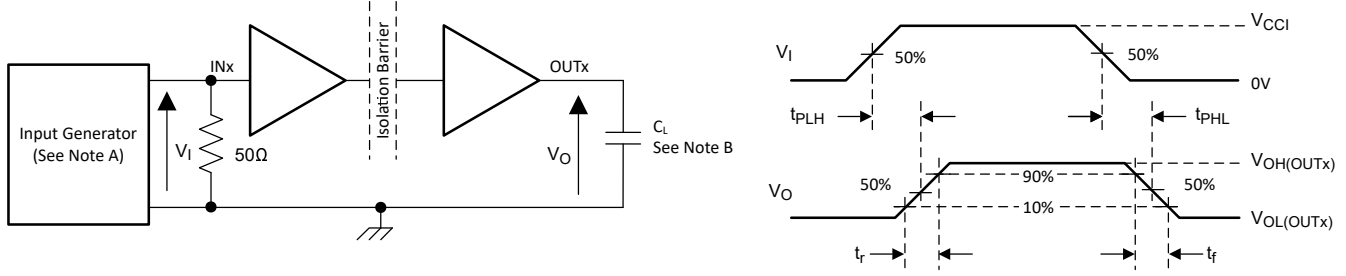 Input Generator
(See Note A)
INx
V_I
50Ω
Isolation Barrier
OUTx
V_O
C_L
See Note B
V_I
50%
50%
V_CCI
0V
t_PLH
t_PHL
V_O
50%
90%
10%
50%
V_OH(OUTx)
V_OL(OUTx)
t_r
t_f